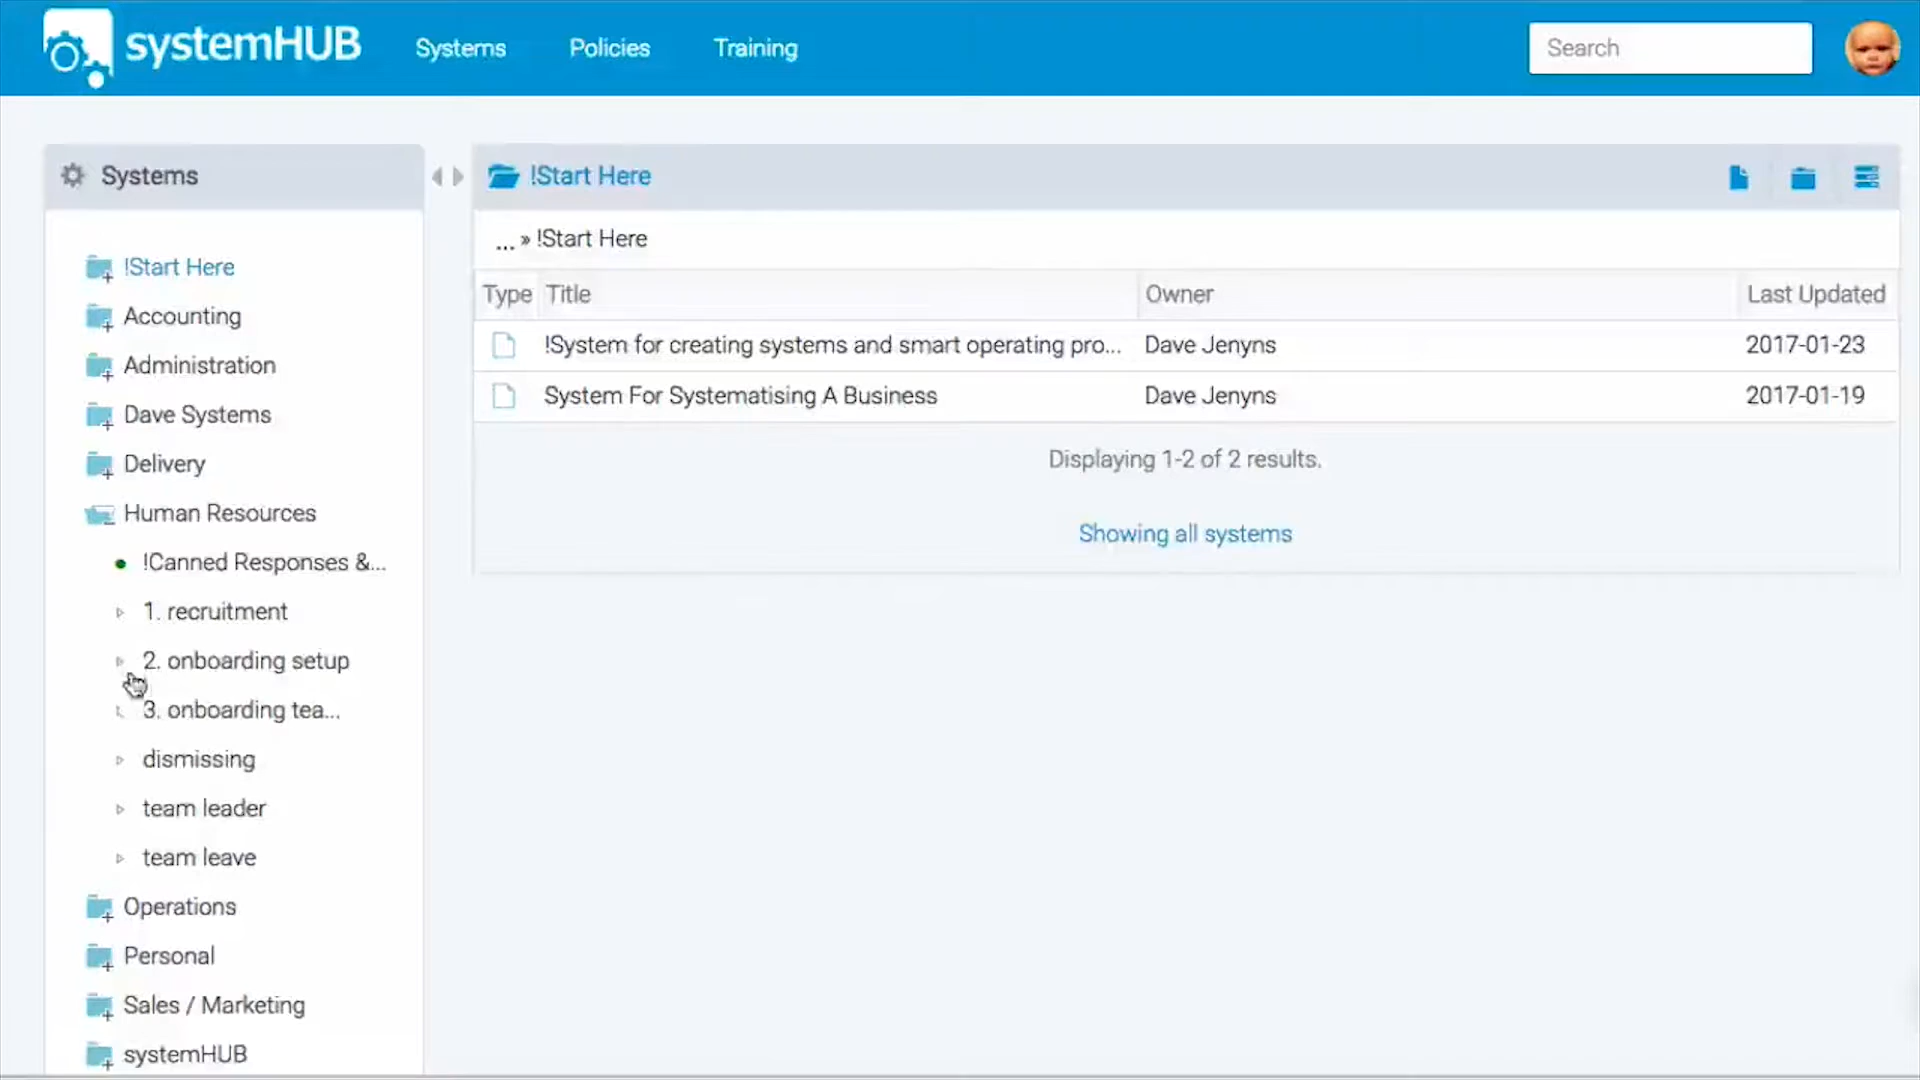 systemHUB Systems Policies Training Search
Systems
!Start Here
Accounting
Administration
Dave Systems
Delivery
Human Resources
!Canned Responses &...
1. recruitment
2. onboarding setup
3. onboarding tea...
dismissing
team leader
team leave
Operations
Personal
Sales / Marketing
systemHUB
!Start Here
... » !Start Here
Type Title Owner Last Updated
!System for creating systems and smart operating pro... Dave Jenyns 2017-01-23
System For Systematising A Business Dave Jenyns 2017-01-19
Displaying 1-2 of 2 results.
Showing all systems